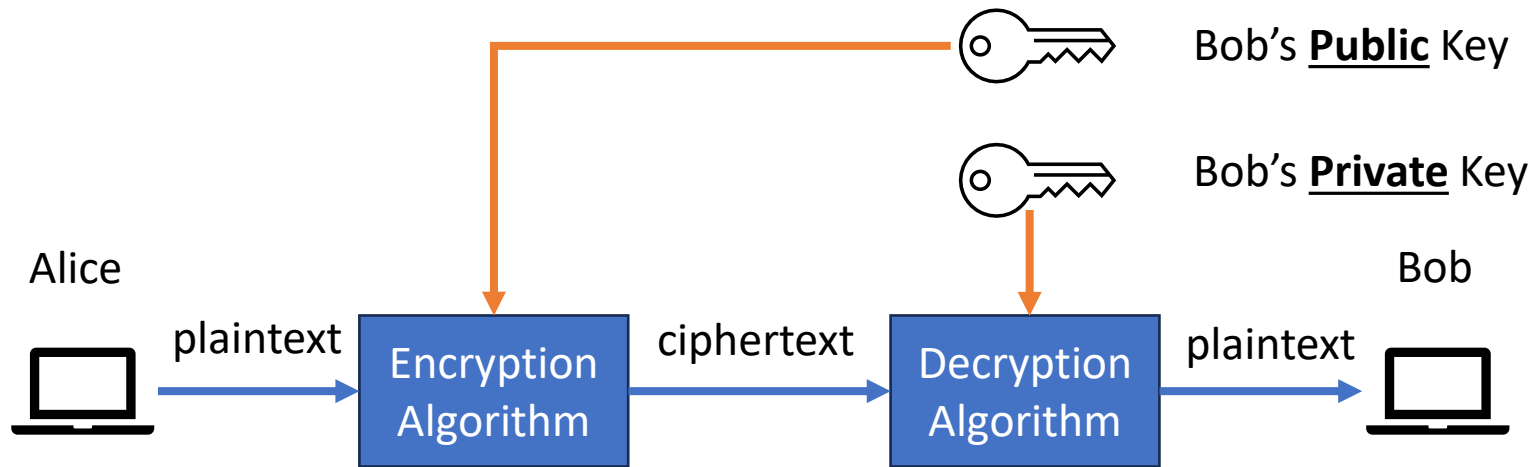 Bob’s Public Key
Bob’s Private Key
Alice
Bob
plaintext
Encryption
Algorithm
ciphertext
Decryption
Algorithm
plaintext